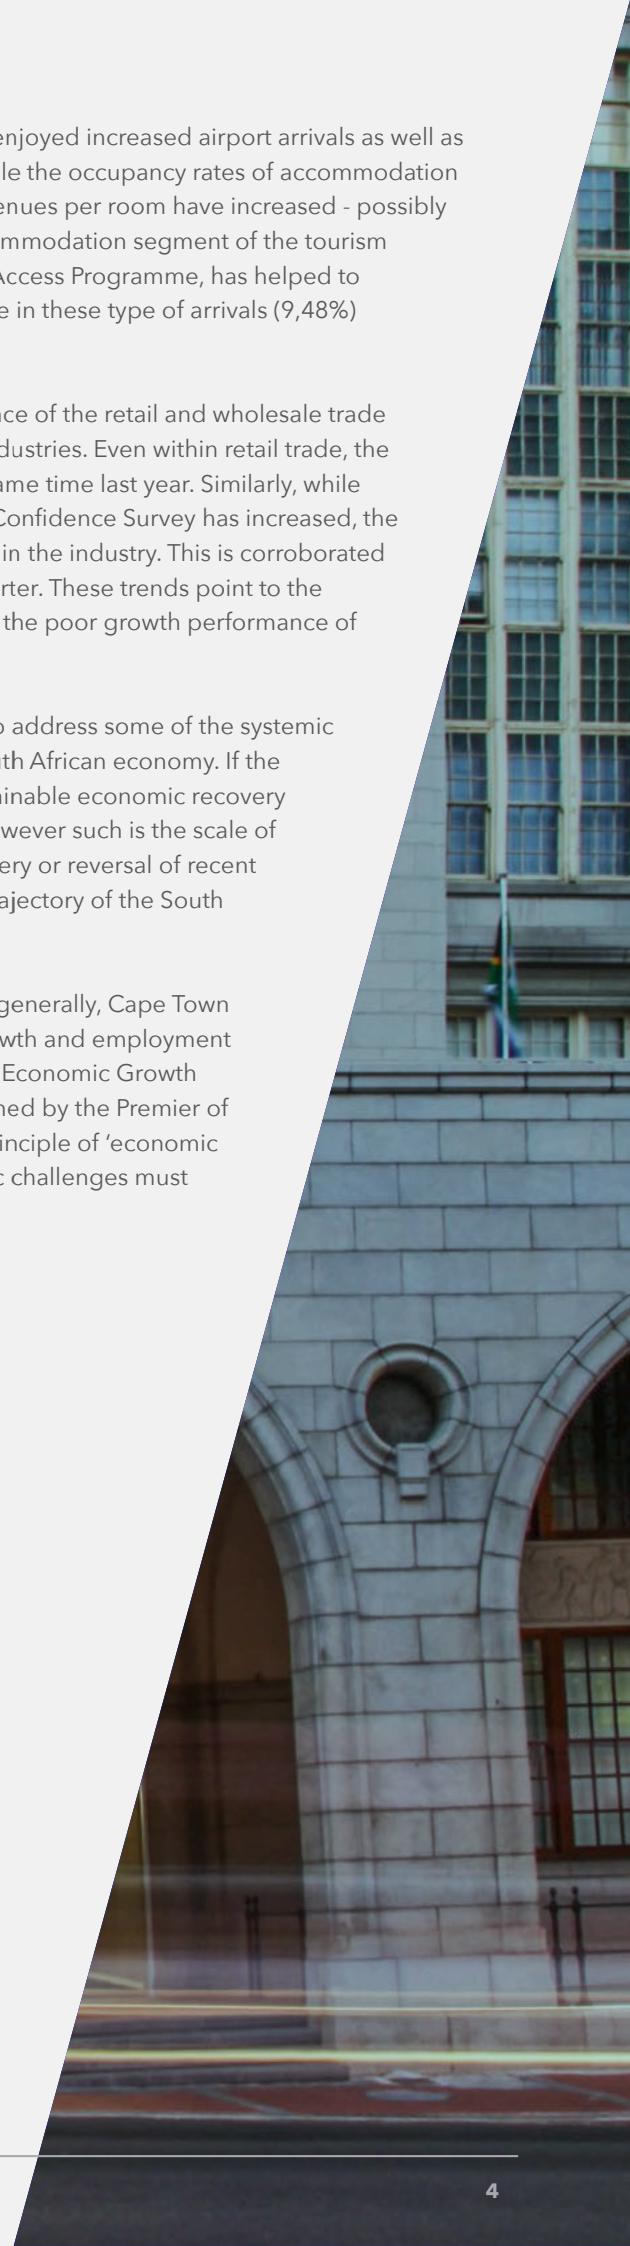 enjoyed increased airport arrivals as well as
le the occupancy rates of accommodation
enues per room have increased - possibly
mmodation segment of the tourism
Access Programme, has helped to
e in these type of arrivals (9,48%)
ce of the retail and wholesale trade
dustries. Even within retail trade, the
ame time last year. Similarly, while
Confidence Survey has increased, the
in the industry. This is corroborated
rter. These trends point to the
the poor growth performance of
o address some of the systemic
th African economy. If the
ainable economic recovery
wever such is the scale of
ery or reversal of recent
ajectory of the South
generally, Cape Town
wth and employment
Economic Growth
ned by the Premier of
inciple of ‘economic
c challenges must
4